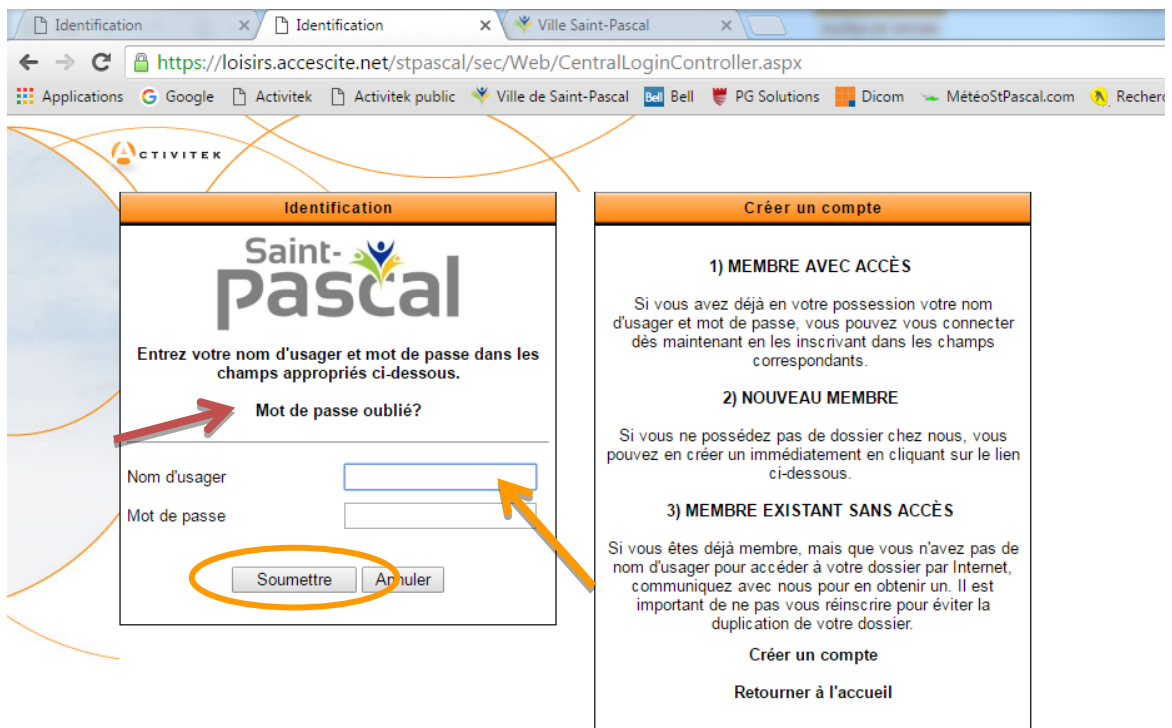 Identification
Identification
Ville Saint-Pascal
https://loisirs.accescite.net/stpascal/sec/Web/CentralLoginController.aspx
Applications Google Activitek Activitek public Ville de Saint-Pascal Bell Bell PG Solutions Dicom MétéoStPascal.com Recherc
ACTIVITEK
Identification
Saint-
Pascal
Entrez votre nom d'usager et mot de passe dans les
champs appropriés ci-dessous.
Mot de passe oublié?
Nom d'usager
Mot de passe
Soumettre
Annuler
Créer un compte
1) MEMBRE AVEC ACCÈS
Si vous avez déjà en votre possession votre nom
d'usager et mot de passe, vous pouvez vous connecter
dès maintenant en les inscrivant dans les champs
correspondants.
2) NOUVEAU MEMBRE
Si vous ne possédez pas de dossier chez nous, vous
pouvez en créer un immédiatement en cliquant sur le lien
ci-dessous.
3) MEMBRE EXISTANT SANS ACCÈS
Si vous êtes déjà membre, mais que vous n'avez pas de
nom d'usager pour accéder à votre dossier par Internet,
communiquez avec nous pour en obtenir un. Il est
important de ne pas vous réinscrire pour éviter la
duplication de votre dossier.
Créer un compte
Retourner à l'accueil